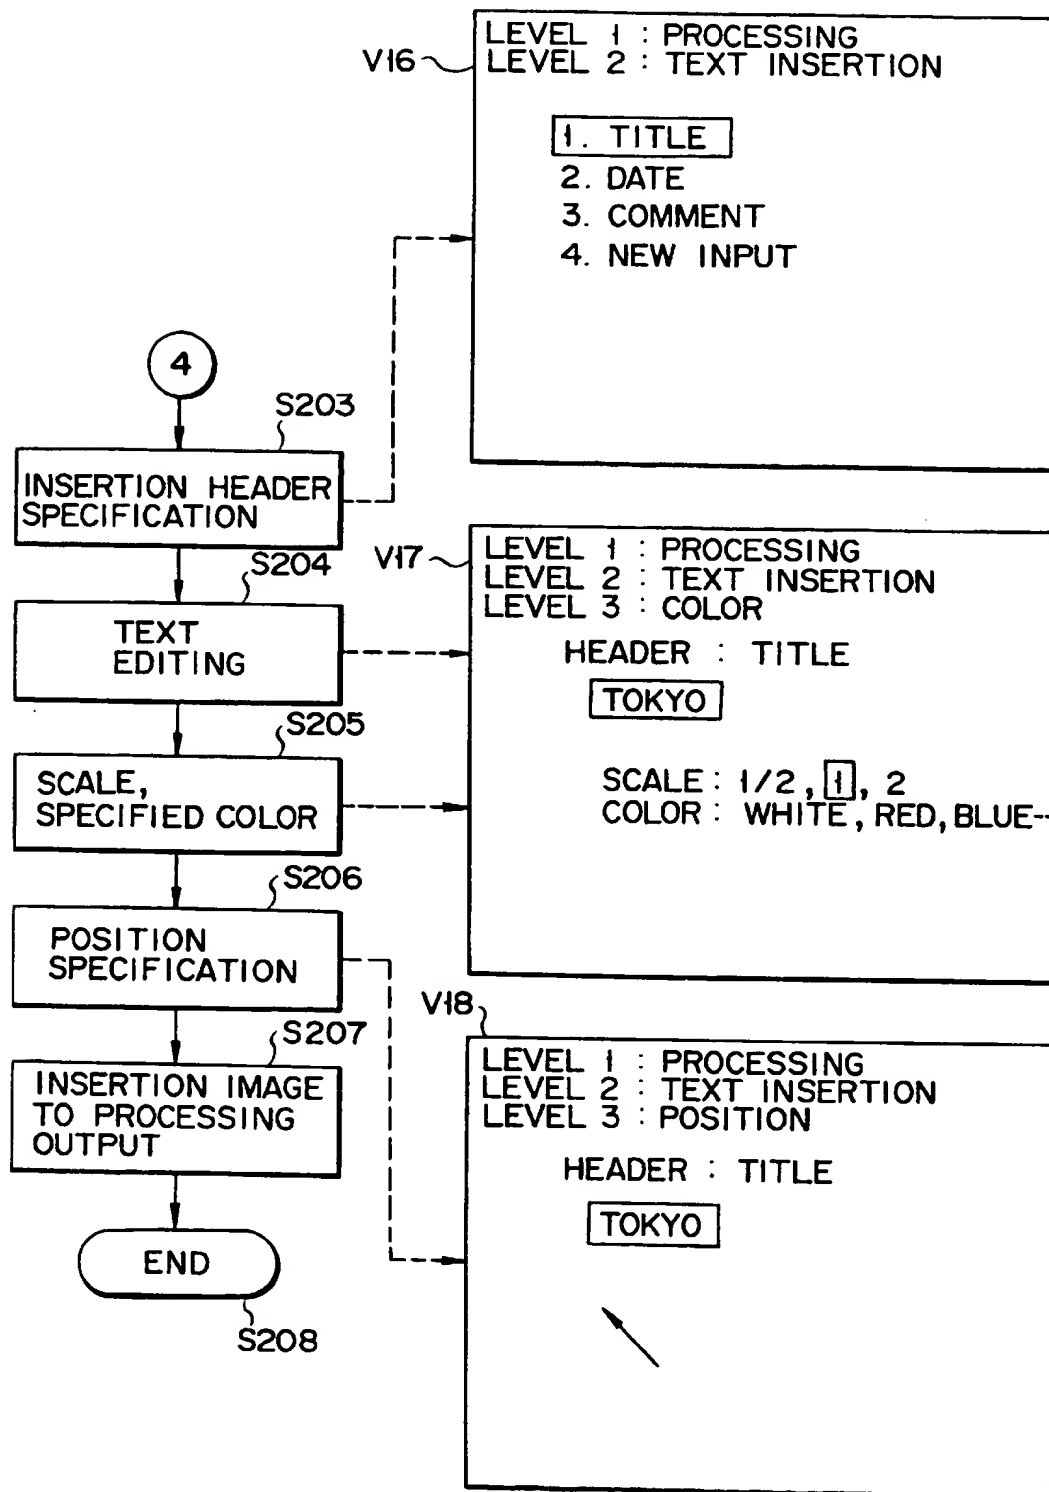 4
S203
INSERTION HEADER
SPECIFICATION
S204
TEXT
EDITING
S205
SCALE,
SPECIFIED COLOR
S206
POSITION
SPECIFICATION
S207
INSERTION IMAGE
TO PROCESSING
OUTPUT
END
S208
V16
LEVEL 1 : PROCESSING
LEVEL 2 : TEXT INSERTION
1. TITLE
2. DATE
3. COMMENT
4. NEW INPUT
V17
LEVEL 1 : PROCESSING
LEVEL 2 : TEXT INSERTION
LEVEL 3 : COLOR
HEADER : TITLE
TOKYO
SCALE : 1/2, 1, 2
COLOR : WHITE, RED, BLUE--
V18
LEVEL 1 : PROCESSING
LEVEL 2 : TEXT INSERTION
LEVEL 3 : POSITION
HEADER : TITLE
TOKYO